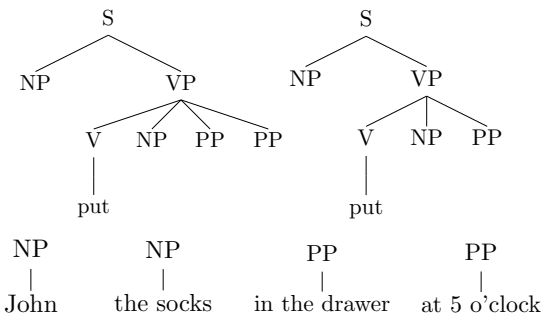 S S
NP VP NP VP
V NP PP PP V NP PP
put put
NP NP PP PP
John the socks in the drawer at 5 o'clock